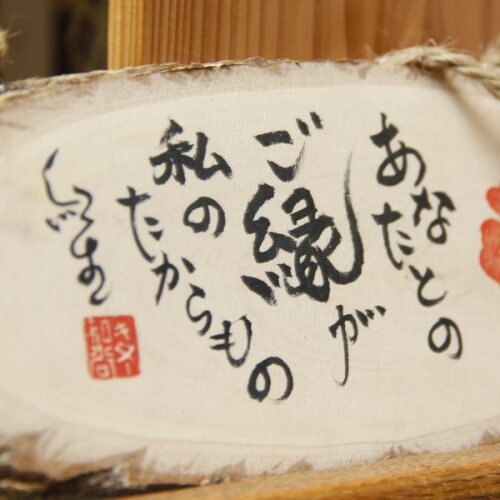 あなたとの
ご縁が
私の
たからもの